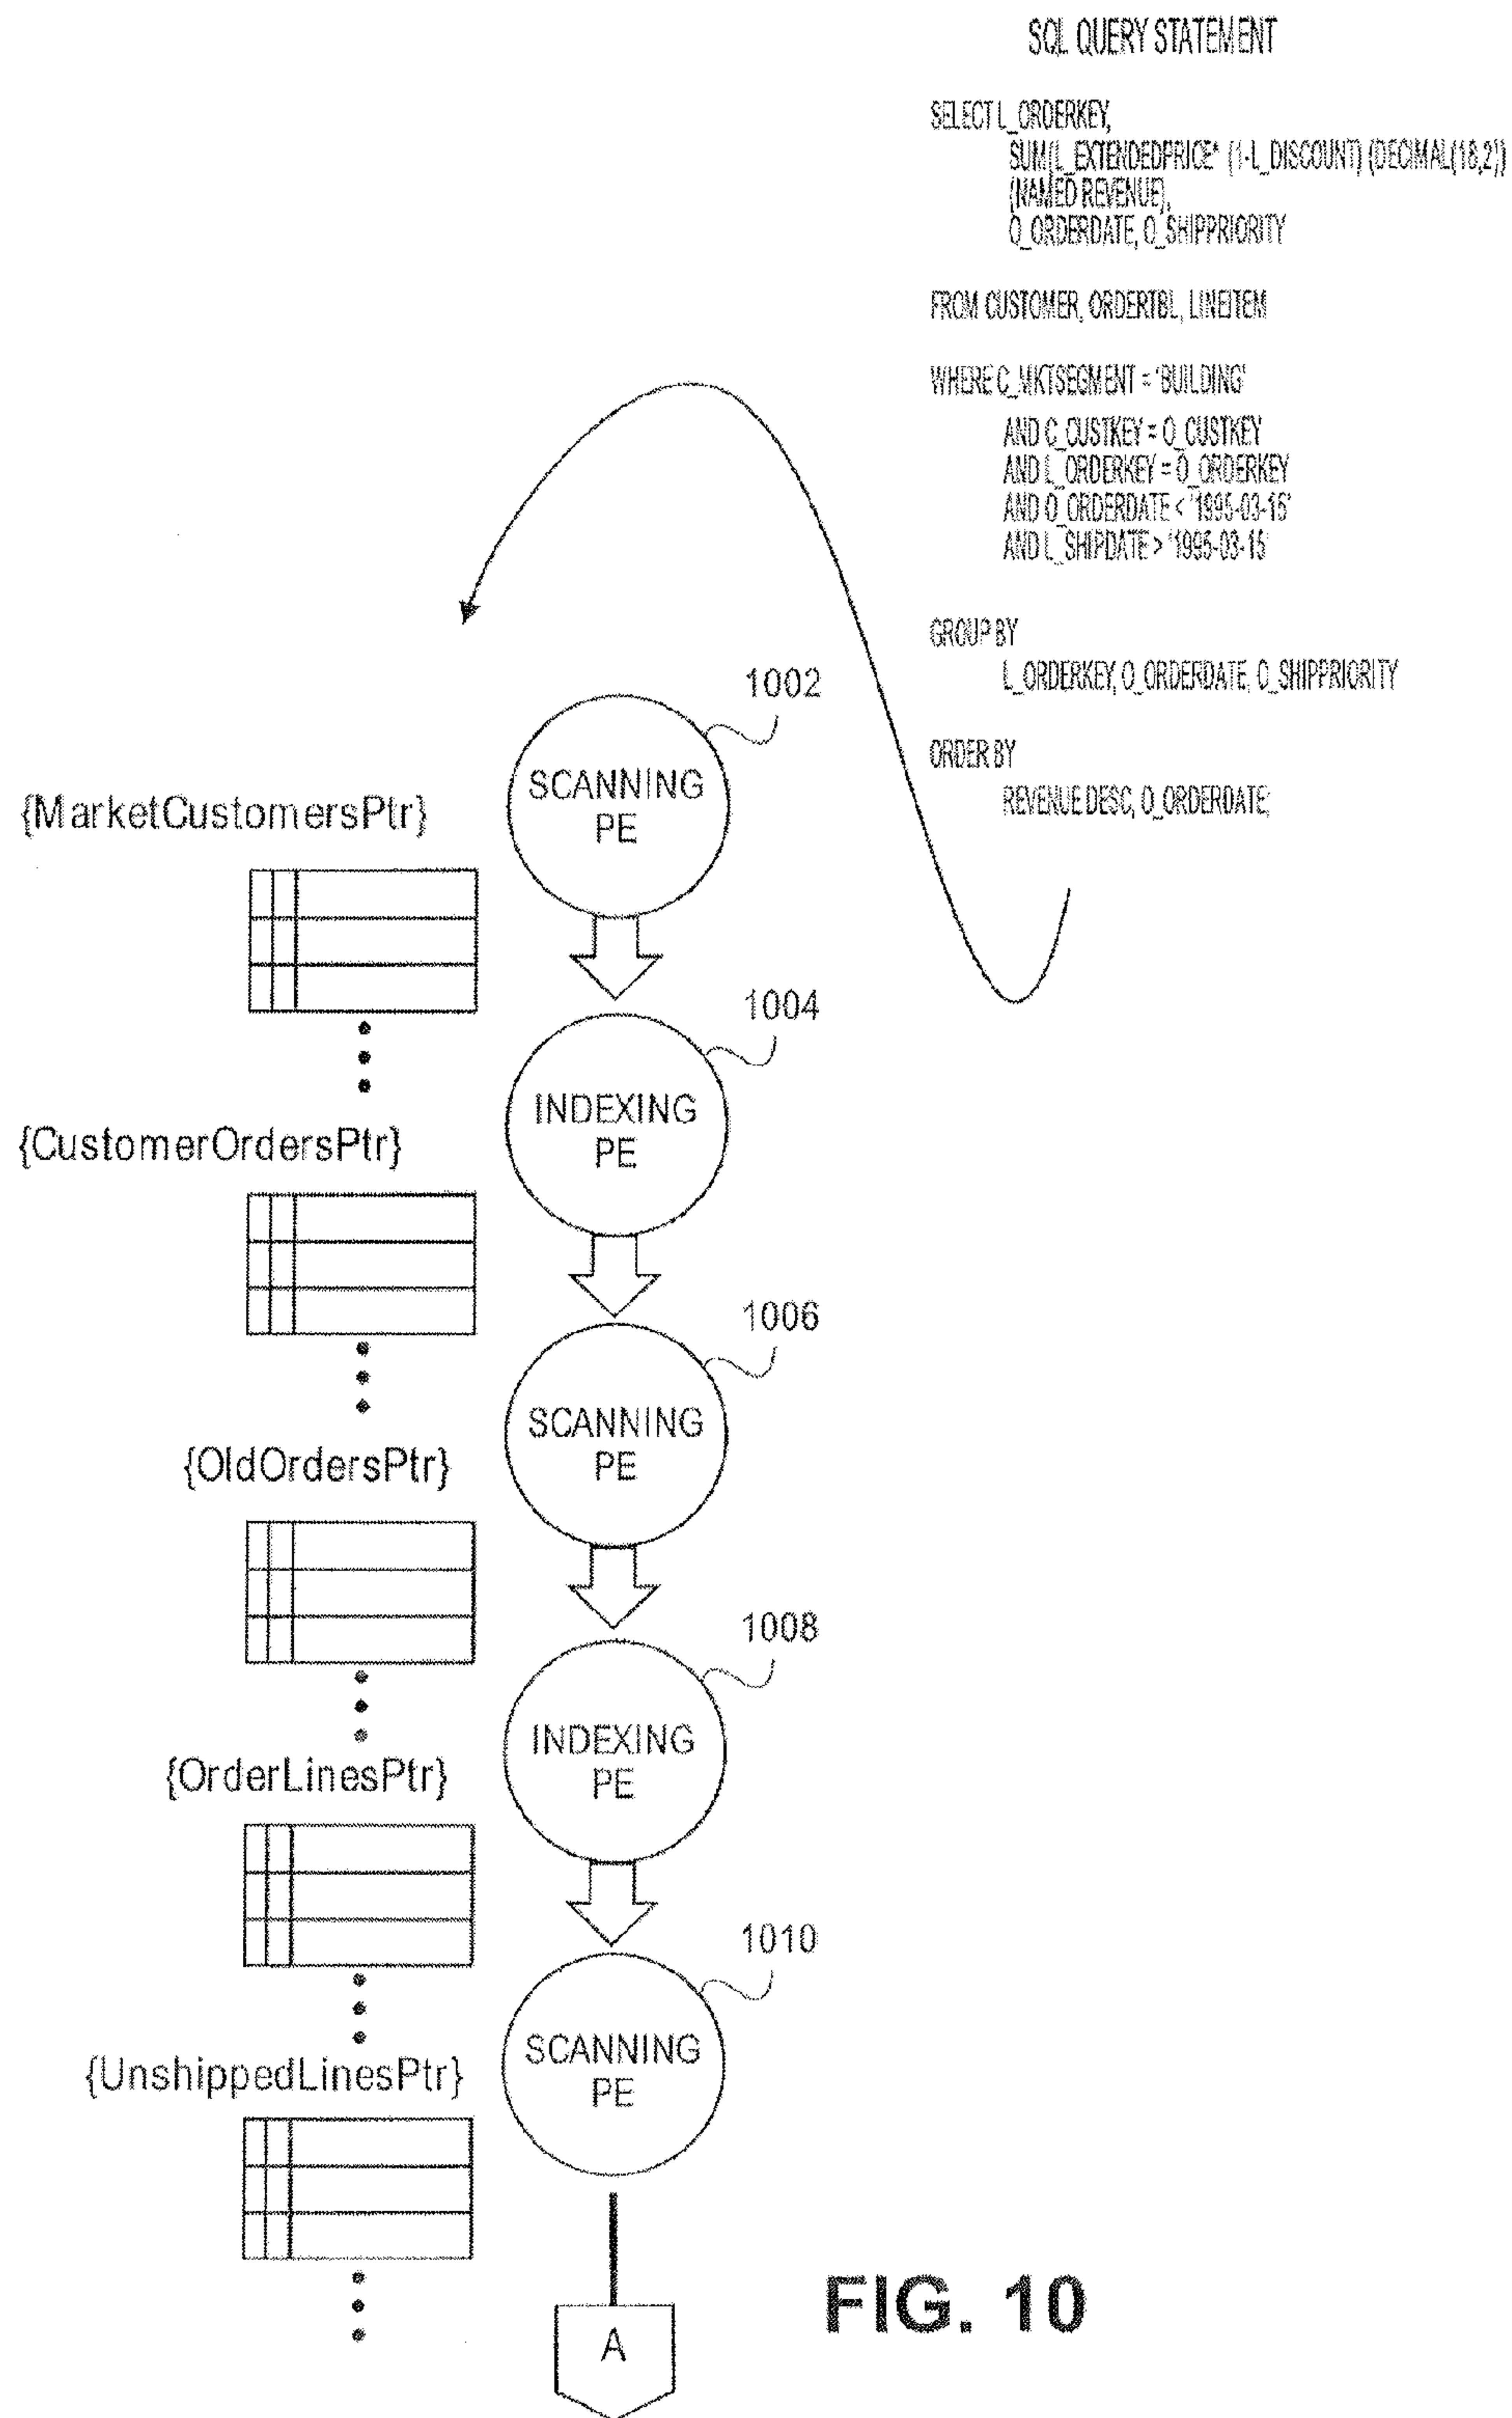 SQL QUERY STATEMENT
SELECT L_ORDERKEY,
SUM(L_EXTENDEDPRICE* (1-L_DISCOUNT) (DECIMAL(18,2))
(NAMED REVENUE),
O_ORDERDATE, O_SHIPPRIORITY
FROM CUSTOMER, ORDERTBL, LINEITEM
WHERE C_MKTSEGMENT = 'BUILDING'
AND C_CUSTKEY = O_CUSTKEY
AND L_ORDERKEY = O_ORDERKEY
AND O_ORDERDATE < '1995-03-15'
AND L_SHIPDATE > '1995-03-15'
GROUP BY
L_ORDERKEY, O_ORDERDATE, O_SHIPPRIORITY
ORDER BY
REVENUE DESC, O_ORDERDATE;
1002
SCANNING
PE
{MarketCustomersPtr}
1004
INDEXING
PE
{CustomerOrdersPtr}
1006
SCANNING
PE
{OldOrdersPtr}
1008
INDEXING
PE
{OrderLinesPtr}
1010
SCANNING
PE
{UnshippedLinesPtr}
A
FIG. 10